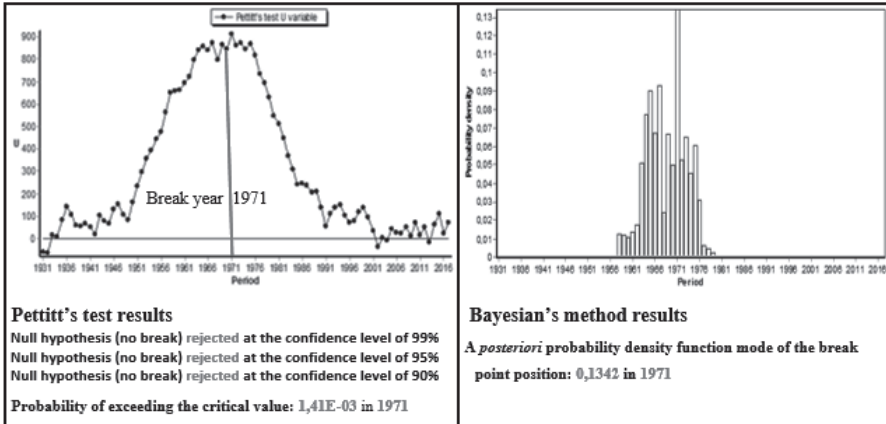 Pettitt's test U variable
900
800
700
600
500
400
300
200
100
0
U
Break year 1971
1931 1936 1941 1946 1951 1956 1961 1966 1971 1976 1981 1986 1991 1996 2001 2006 2011 2016
Period
Pettitt's test results
Null hypothesis (no break) rejected at the confidence level of 99%
Null hypothesis (no break) rejected at the confidence level of 95%
Null hypothesis (no break) rejected at the confidence level of 90%
Probability of exceeding the critical value: 1,41E-03 in 1971
0,13
0,12
0,11
0,1
0,09
0,08
0,07
0,06
0,05
0,04
0,03
0,02
0,01
0
Probability density
1931 1936 1941 1946 1951 1956 1961 1966 1971 1976 1981 1986 1991 1996 2001 2006 2011 2016
Period
Bayesian's method results
A posteriori probability density function mode of the break
point position: 0,1342 in 1971